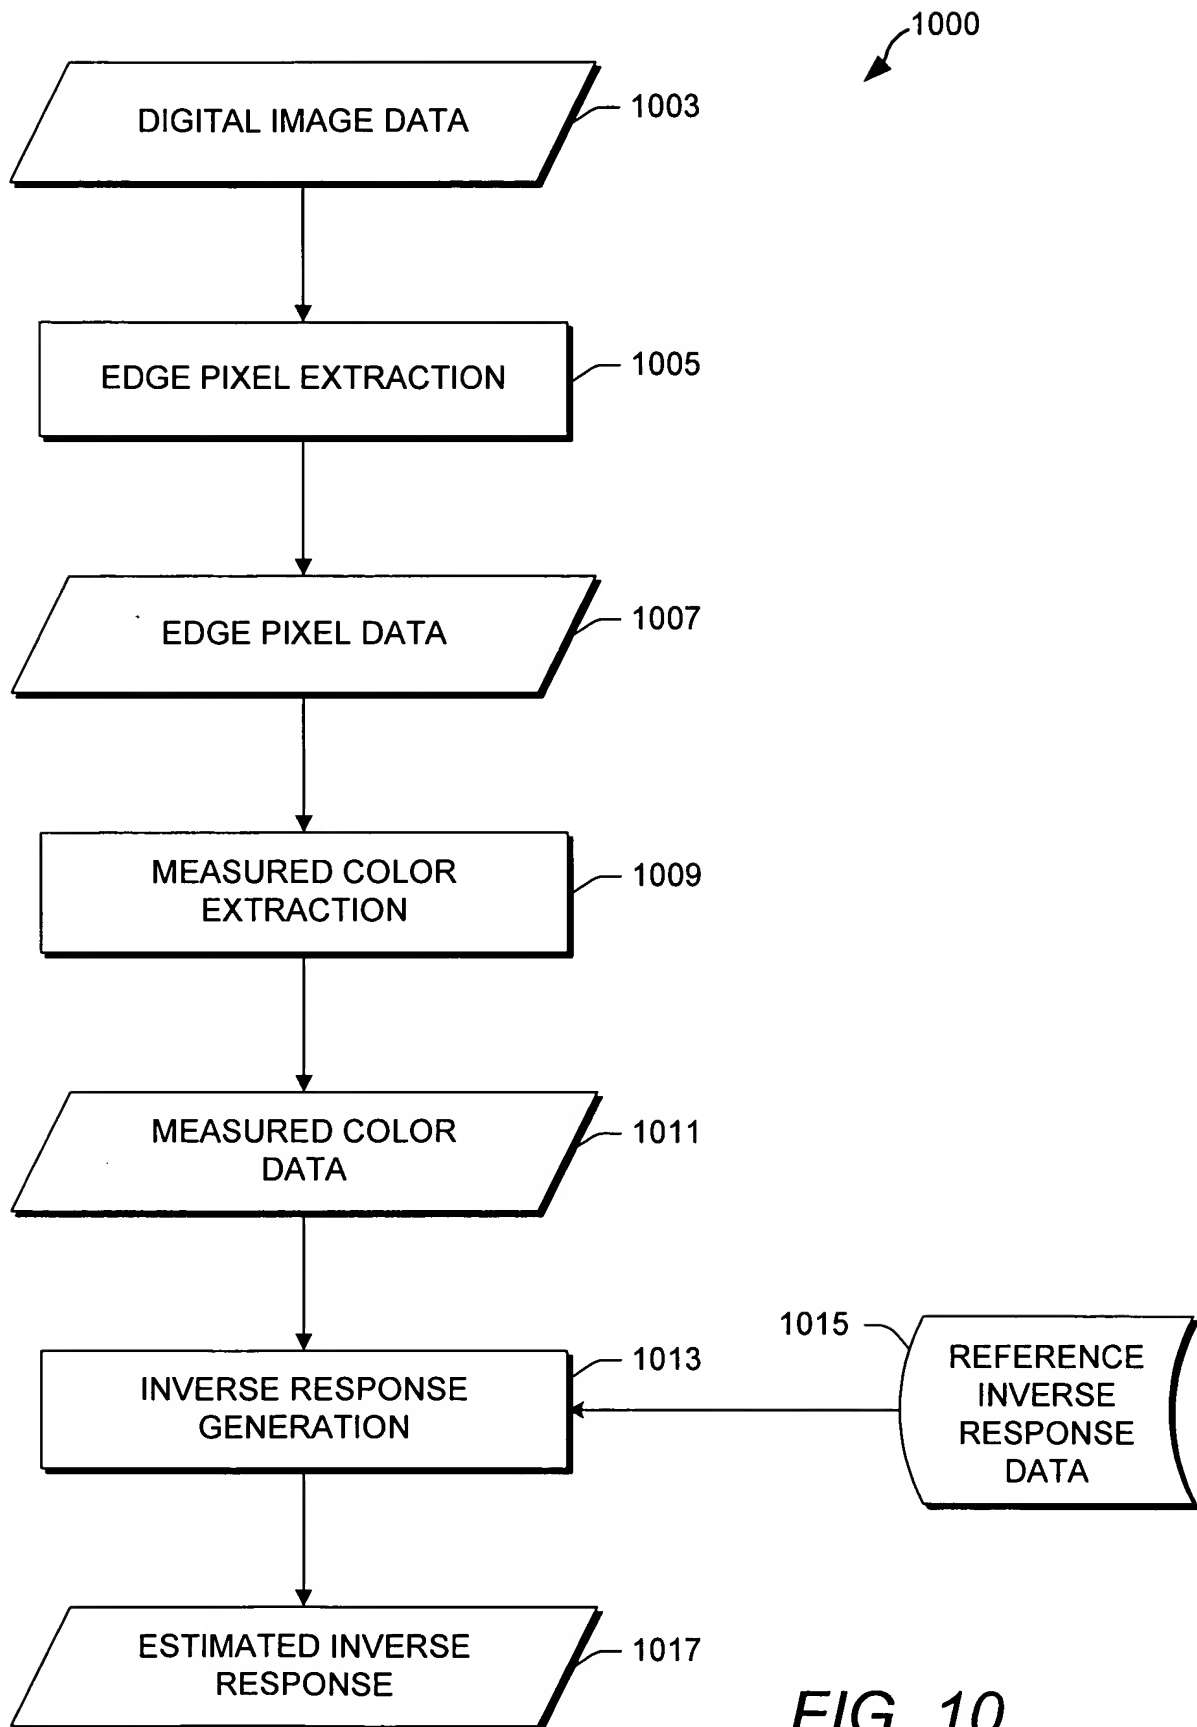 1000
DIGITAL IMAGE DATA
1003
EDGE PIXEL EXTRACTION
1005
EDGE PIXEL DATA
1007
MEASURED COLOR
EXTRACTION
1009
MEASURED COLOR
DATA
1011
INVERSE RESPONSE
GENERATION
1013
1015
REFERENCE
INVERSE
RESPONSE
DATA
ESTIMATED INVERSE
RESPONSE
1017
FIG. 10